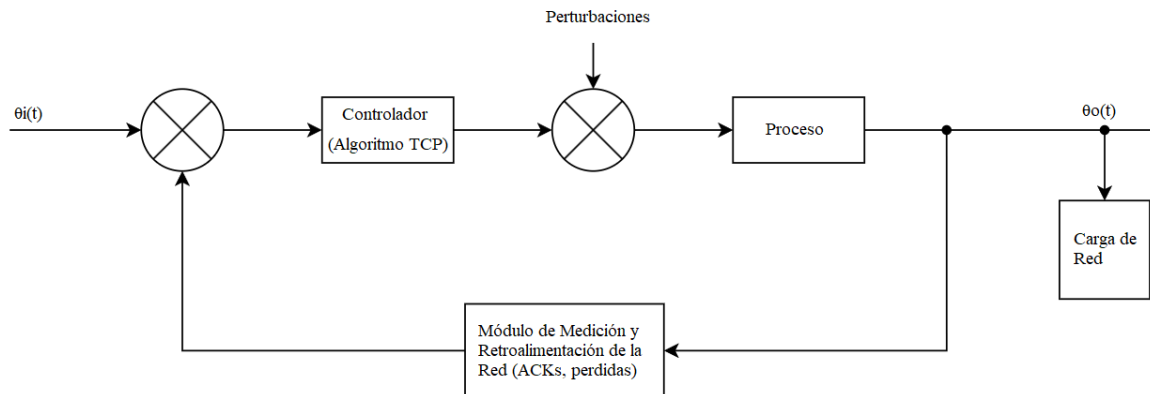 Perturbaciones
θi(t)
Controlador
(Algoritmo TCP)
Proceso
θo(t)
Carga de
Red
Módulo de Medición y
Retroalimentación de la
Red (ACKs, perdidas)